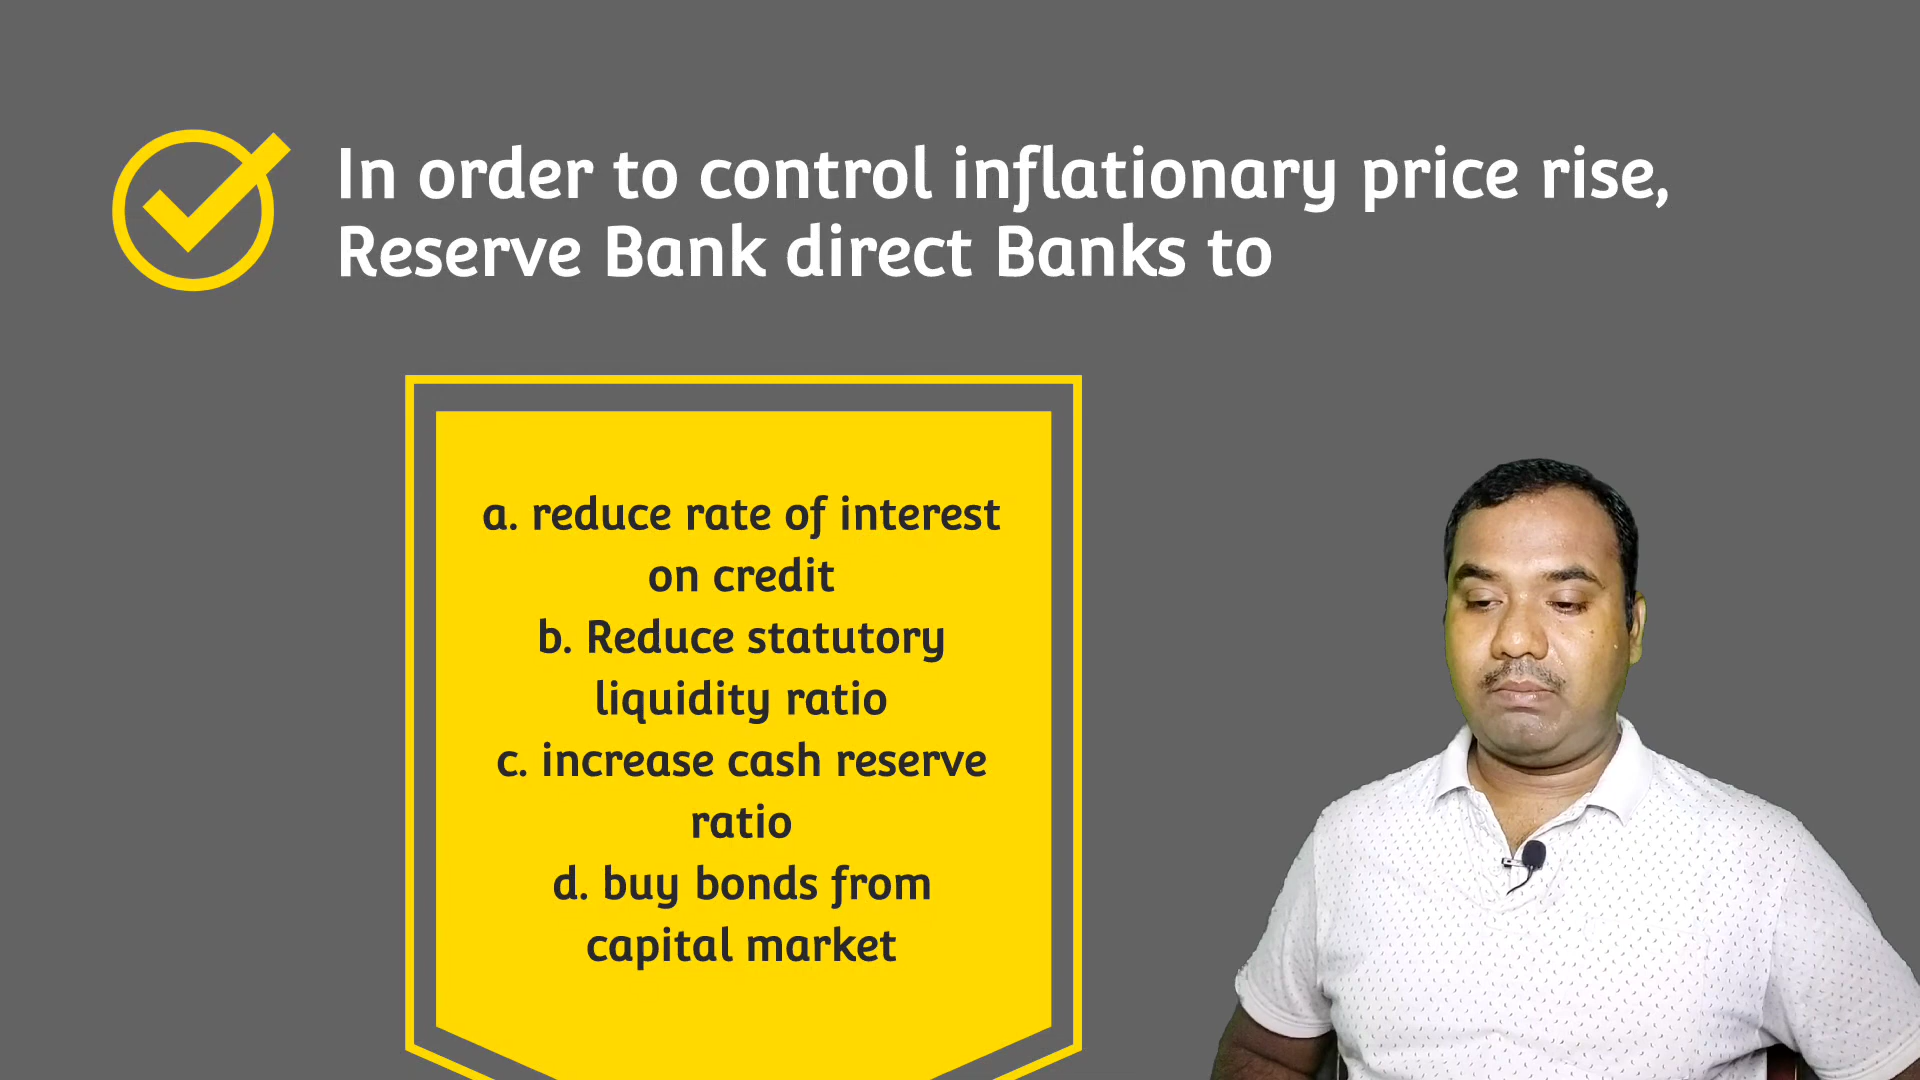 In order to control inflationary price rise,
Reserve Bank direct Banks to
a. reduce rate of interest
on credit
b. Reduce statutory
liquidity ratio
c. increase cash reserve
ratio
d. buy bonds from
capital market